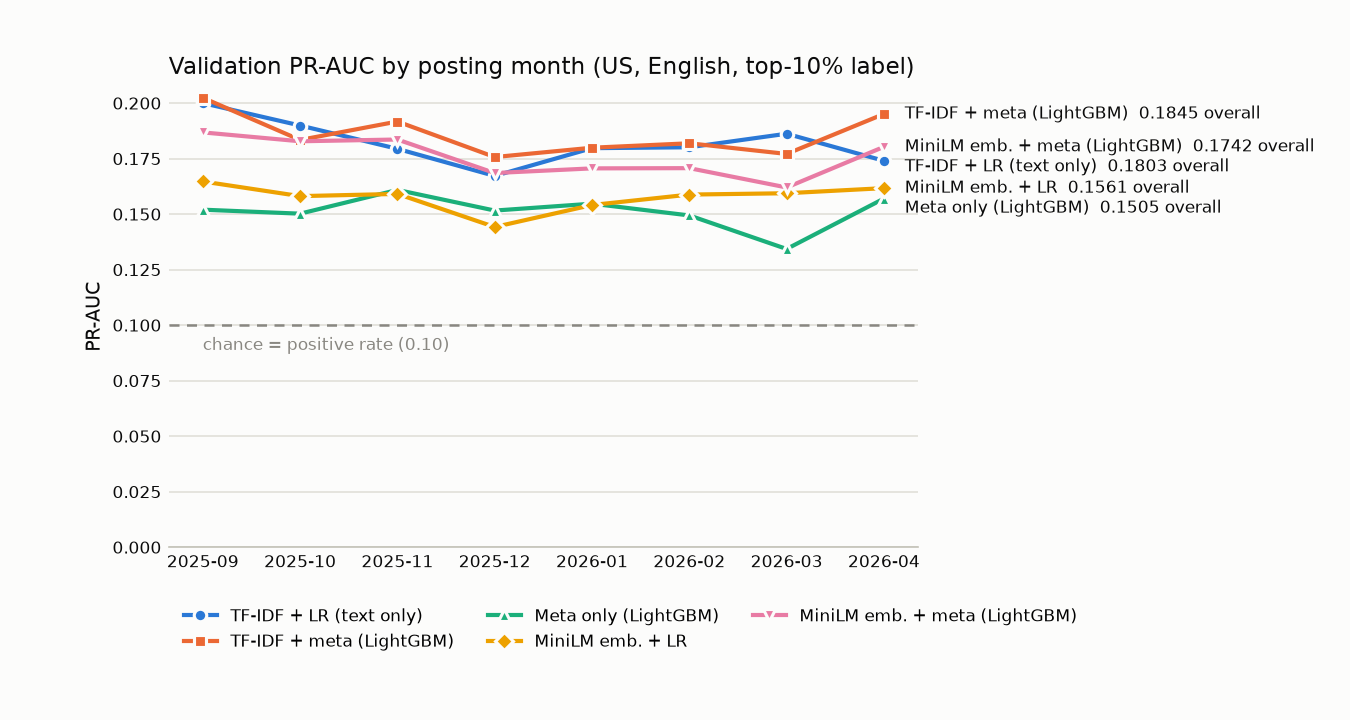 Validation PR-AUC by posting month (US, English, top-10% label)
PR-AUC
0.200
0.175
0.150
0.125
0.100
0.075
0.050
0.025
0.000
chance = positive rate (0.10)
TF-IDF + meta (LightGBM)  0.1845 overall
MiniLM emb. + meta (LightGBM)  0.1742 overall
TF-IDF + LR (text only)  0.1803 overall
MiniLM emb. + LR  0.1561 overall
Meta only (LightGBM)  0.1505 overall
2025-09 2025-10 2025-11 2025-12 2026-01 2026-02 2026-03 2026-04
TF-IDF + LR (text only) Meta only (LightGBM) MiniLM emb. + meta (LightGBM)
TF-IDF + meta (LightGBM) MiniLM emb. + LR